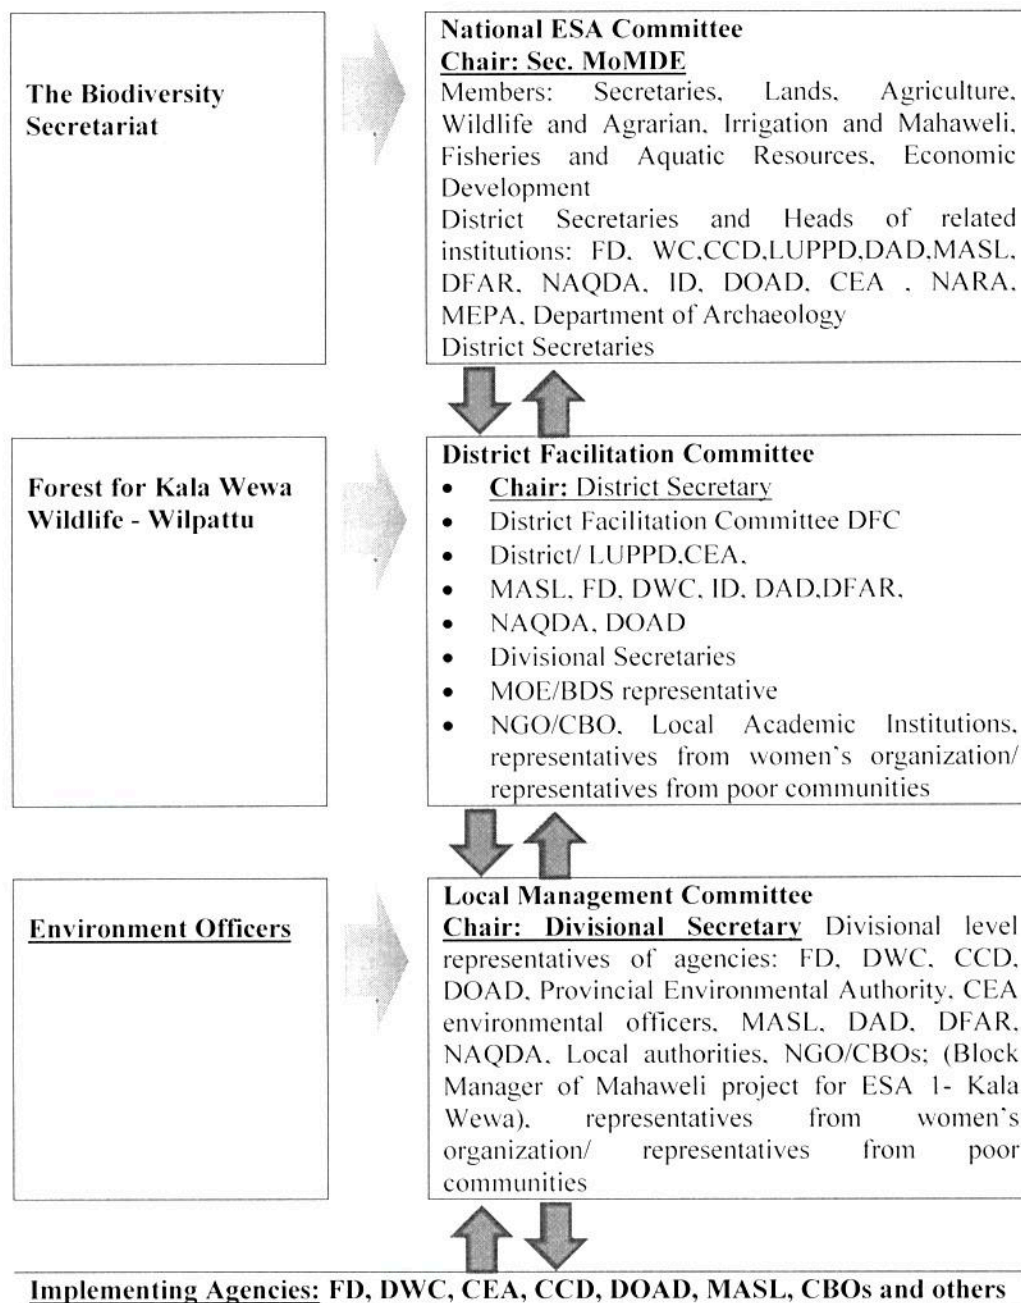 The Biodiversity
Secretariat
National ESA Committee
Chair: Sec. MoMDE
Members: Secretaries, Lands, Agriculture,
Wildlife and Agrarian, Irrigation and Mahaweli,
Fisheries and Aquatic Resources, Economic
Development
District Secretaries and Heads of related
institutions: FD, WC,CCD,LUPPD,DAD,MASL,
DFAR, NAQDA, ID, DOAD, CEA , NARA,
MEPA, Department of Archaeology
District Secretaries
Forest for Kala Wewa
Wildlife - Wilpattu
District Facilitation Committee
• Chair: District Secretary
• District Facilitation Committee DFC
• District/ LUPPD,CEA,
• MASL, FD, DWC, ID, DAD,DFAR,
• NAQDA, DOAD
• Divisional Secretaries
• MOE/BDS representative
• NGO/CBO, Local Academic Institutions,
representatives from women`s organization/
representatives from poor communities
Environment Officers
Local Management Committee
Chair: Divisional Secretary Divisional level
representatives of agencies: FD, DWC, CCD,
DOAD, Provincial Environmental Authority, CEA
environmental officers, MASL, DAD, DFAR,
NAQDA, Local authorities, NGO/CBOs; (Block
Manager of Mahaweli project for ESA 1- Kala
Wewa), representatives from women`s
organization/ representatives from poor
communities
Implementing Agencies: FD, DWC, CEA, CCD, DOAD, MASL, CBOs and others